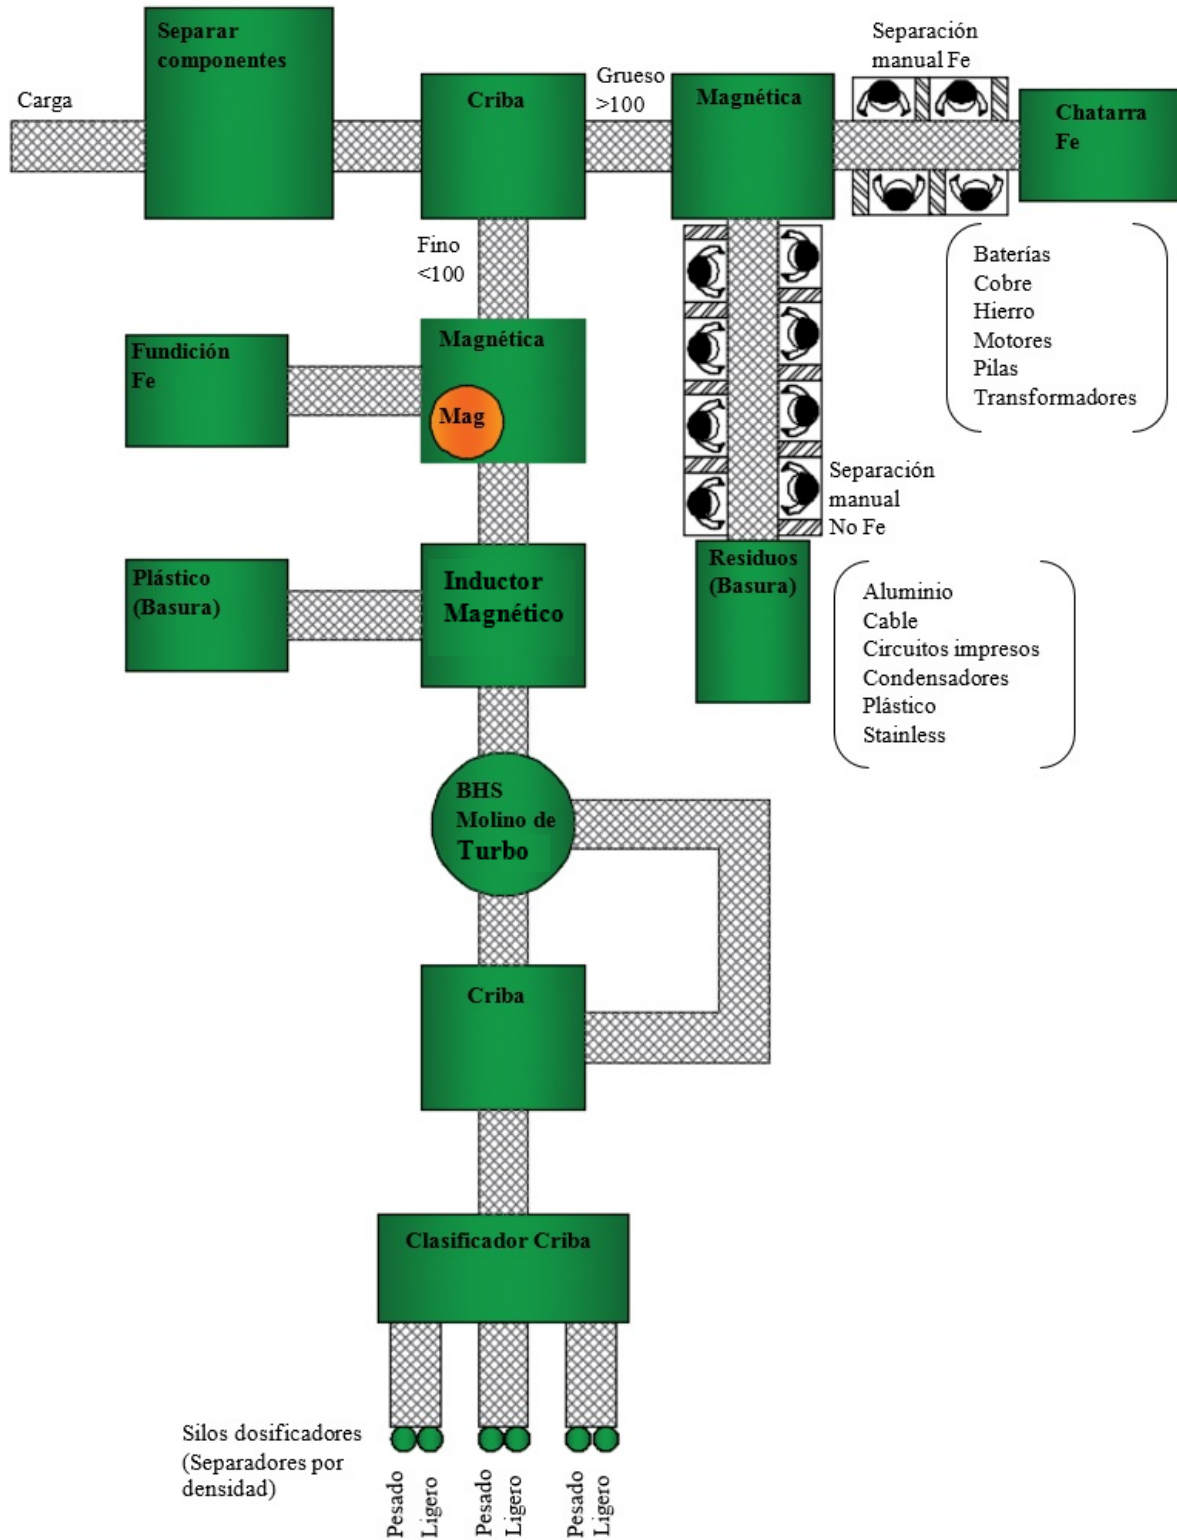 Separar
componentes
Carga
Criba
Grueso
>100
Magnética
Separación
manual Fe
Chatarra
Fe
Fino
<100
Baterías
Cobre
Hierro
Motores
Pilas
Transformadores
Fundición
Fe
Magnética
Mag
Separación
manual
No Fe
Plástico
(Basura)
Inductor
Magnético
Residuos
(Basura)
Aluminio
Cable
Circuitos impresos
Condensadores
Plástico
Stainless
BHS
Molino de
Turbo
Criba
Clasificador Criba
Silos dosificadores
(Separadores por
densidad)
Pesado
Ligero
Pesado
Ligero
Pesado
Ligero